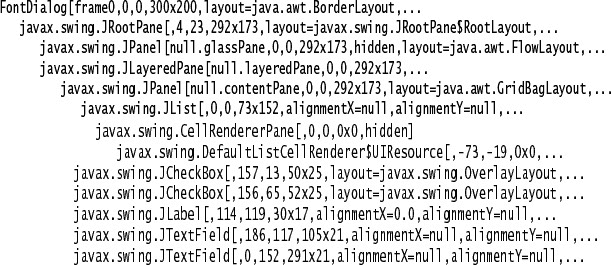 FontDialog[frame0,0,0,300x200,layout=java.awt.BorderLayout,...
javax.swing.JRootPane[,4,23,292x173,layout=javax.swing.JRootPane$RootLayout,...
javax.swing.JPanel[null.glassPane,0,0,292x173,hidden,layout=java.awt.FlowLayout,...
javax.swing.JLayeredPane[null.layeredPane,0,0,292x173,...
javax.swing.JPanel[null.contentPane,0,0,292x173,layout=java.awt.GridBagLayout,...
javax.swing.JList[,0,0,73x152,alignmentX=null,alignmentY=null,...
javax.swing.CellRendererPane[,0,0,0x0,hidden]
javax.swing.DefaultListCellRenderer$UIResource[,-73,-19,0x0,...
javax.swing.JCheckBox[,157,13,50x25,layout=javax.swing.OverlayLayout,...
javax.swing.JCheckBox[,156,65,52x25,layout=javax.swing.OverlayLayout,...
javax.swing.JLabel[,114,119,30x17,alignmentX=0.0,alignmentY=null,...
javax.swing.JTextField[,186,117,105x21,alignmentX=null,alignmentY=null,...
javax.swing.JTextField[,0,152,291x21,alignmentX=null,alignmentY=null,...